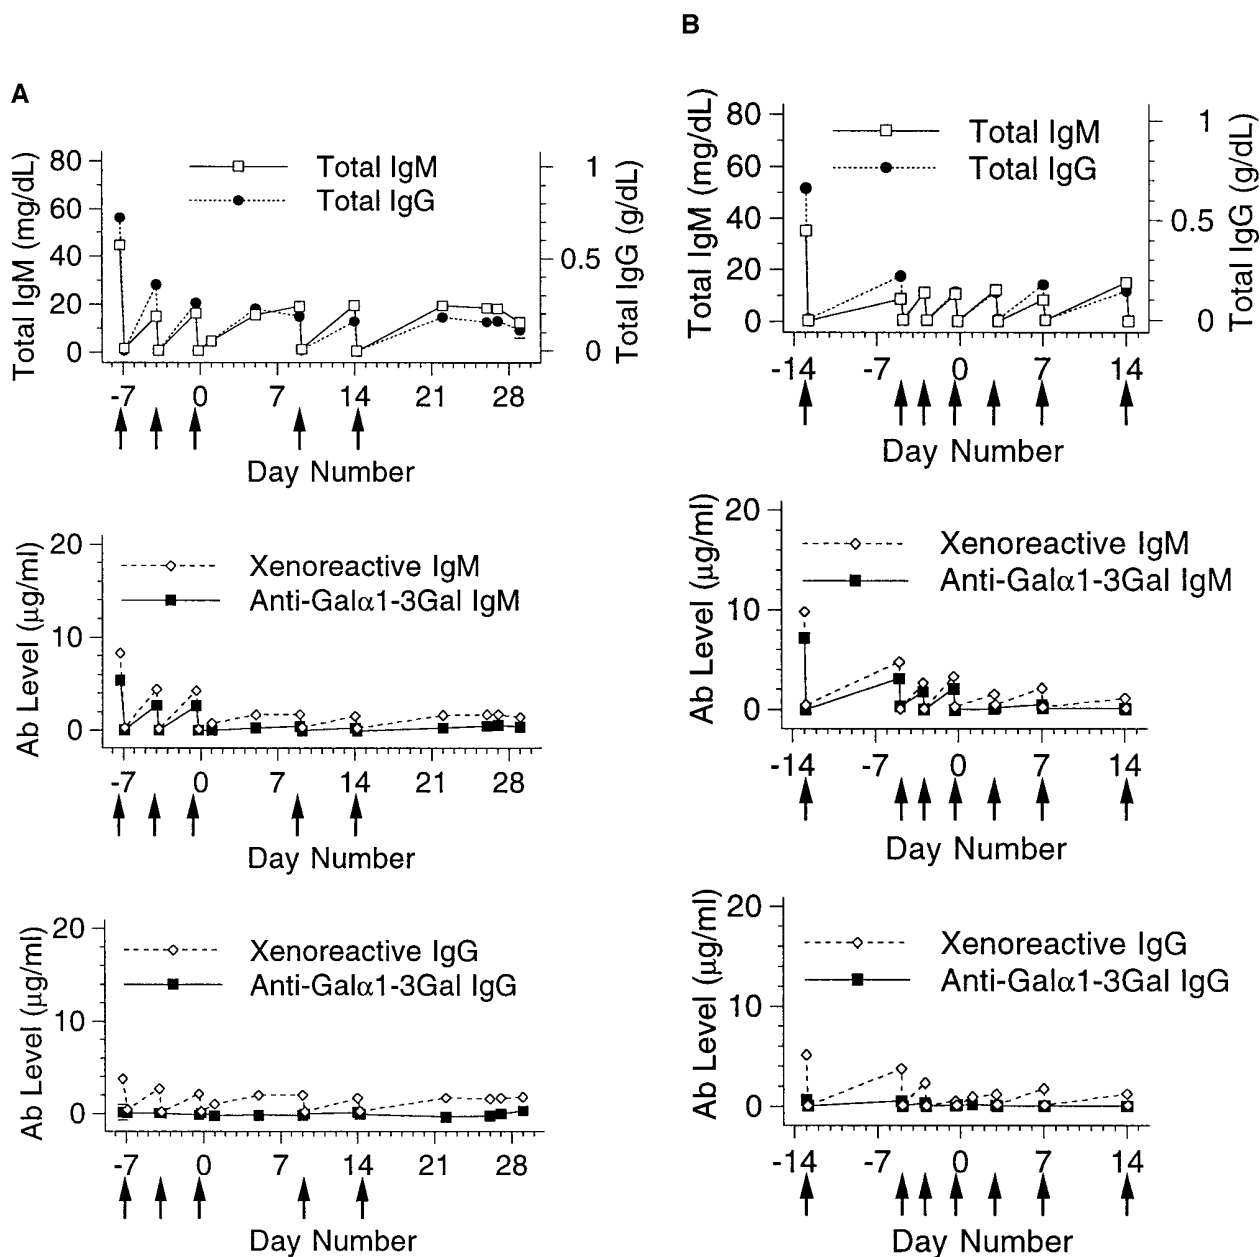 A
Total IgM (mg/dL)
80
60
40
20
0
Total IgM
Total IgG
1
0.5
0
Total IgG (g/dL)
-7 0 7 14 21 28
Day Number
Ab Level (μg/ml)
20
10
0
Xenoreactive IgM
Anti-Galα1-3Gal IgM
-7 0 7 14 21 28
Day Number
Ab Level (μg/ml)
20
10
0
Xenoreactive IgG
Anti-Galα1-3Gal IgG
-7 0 7 14 21 28
Day Number
B
Total IgM (mg/dL)
80
60
40
20
0
Total IgM
Total IgG
1
0.5
0
Total IgG (g/dL)
-14 -7 0 7 14
Day Number
Ab Level (μg/ml)
20
10
0
Xenoreactive IgM
Anti-Galα1-3Gal IgM
-14 -7 0 7 14
Day Number
Ab Level (μg/ml)
20
10
0
Xenoreactive IgG
Anti-Galα1-3Gal IgG
-14 -7 0 7 14
Day Number